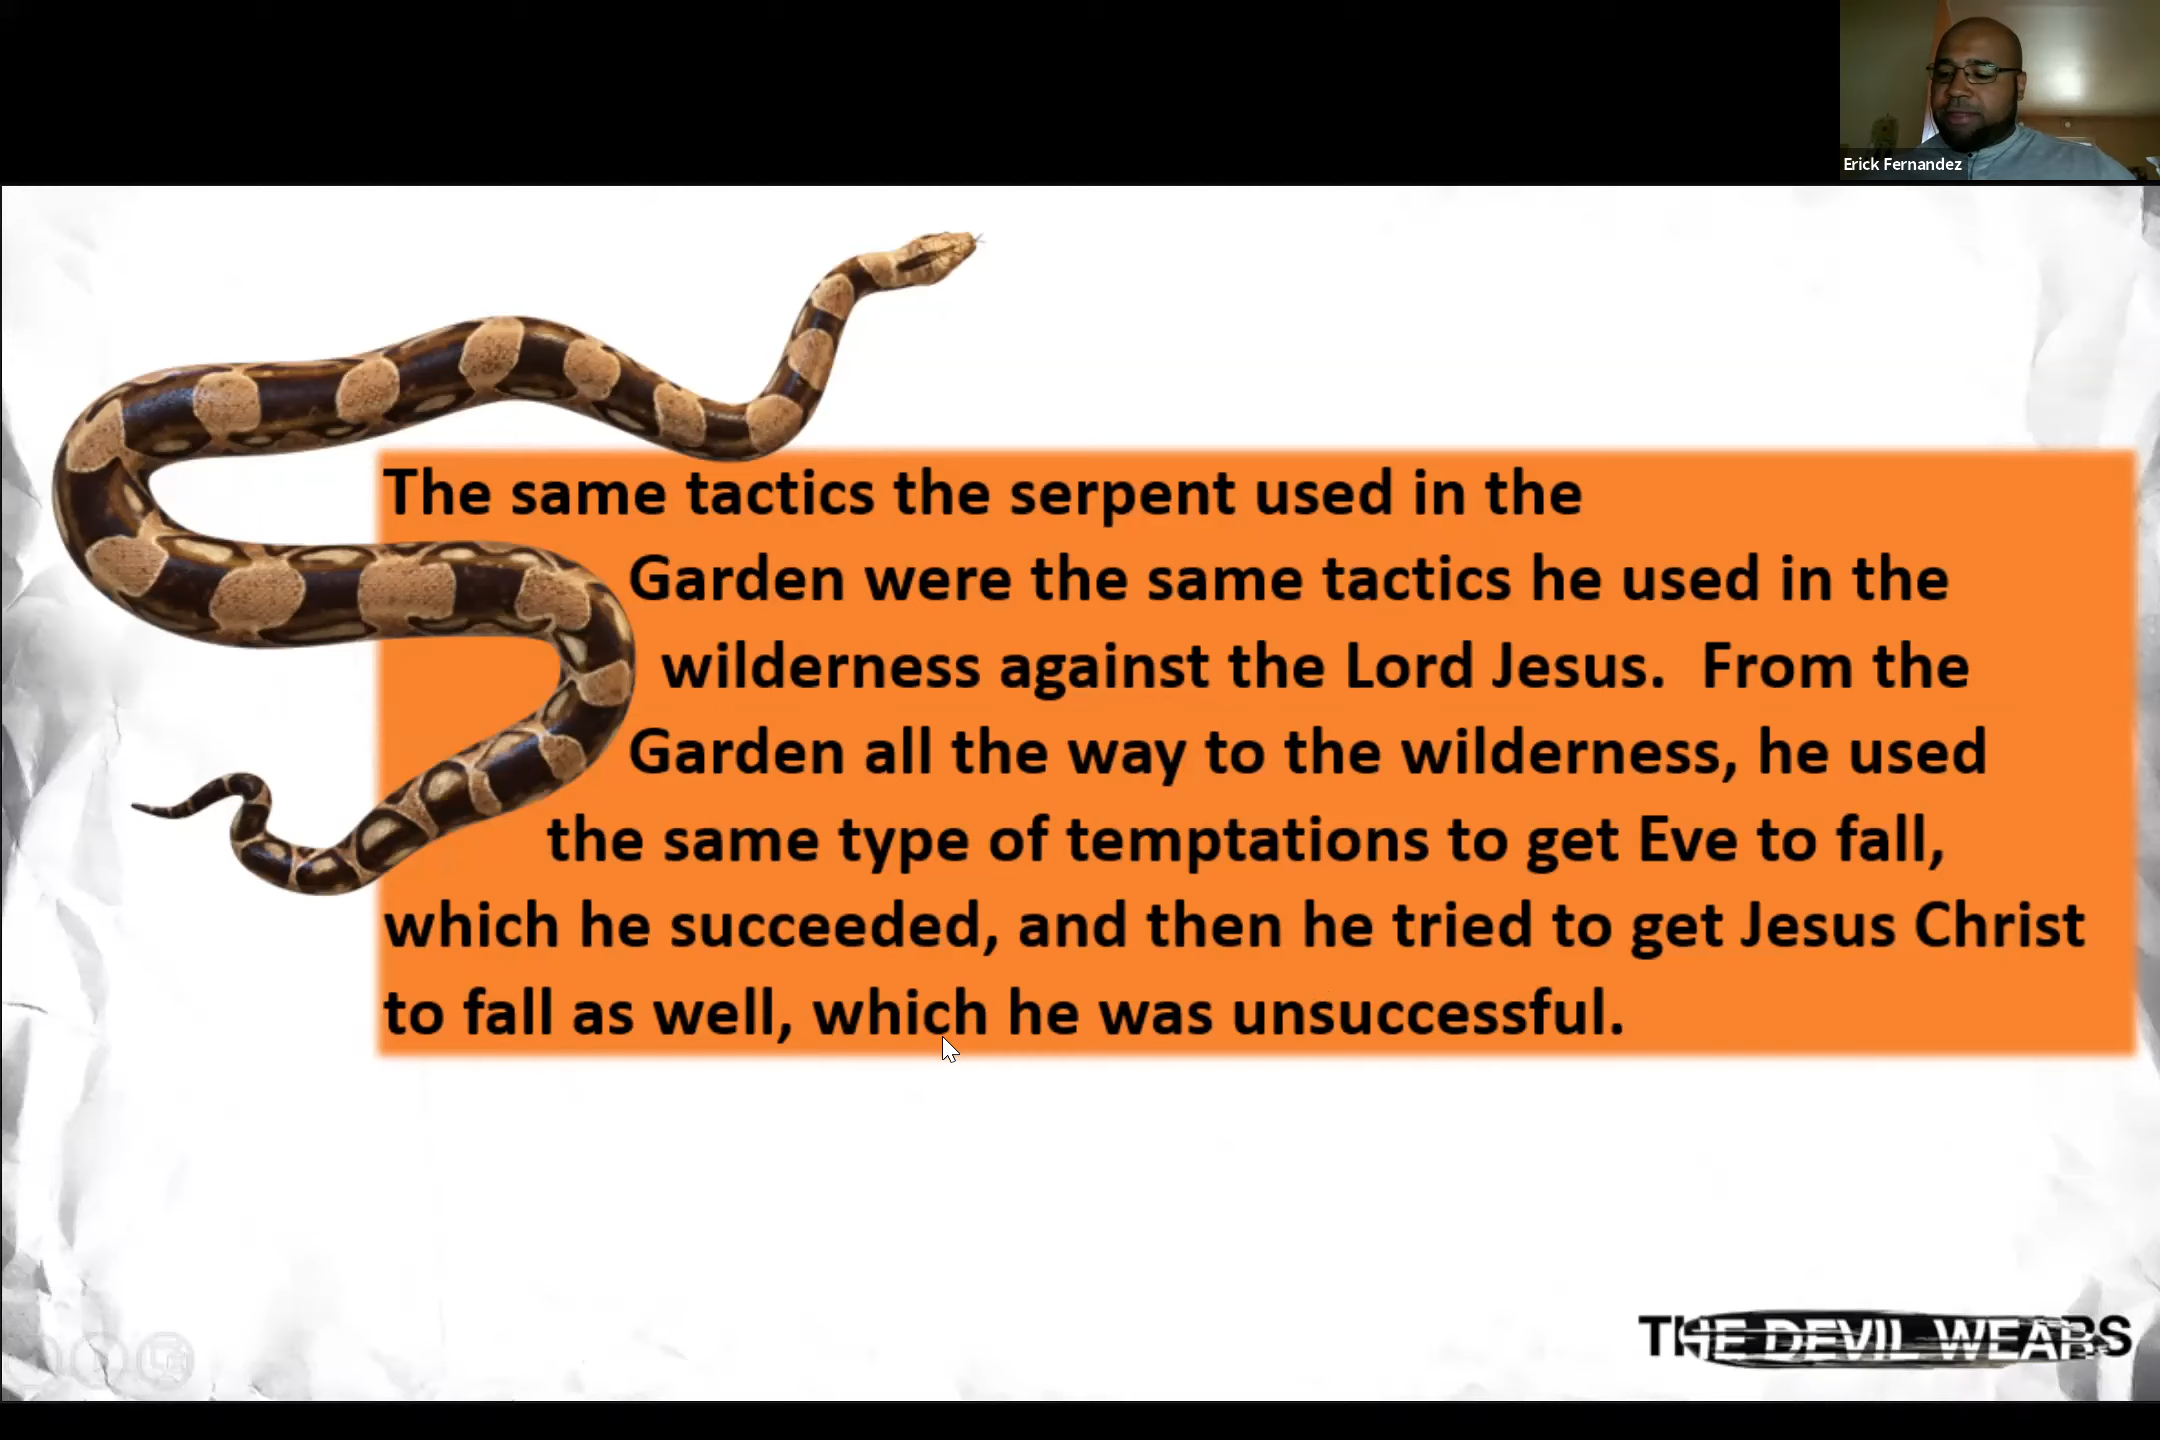 Erick Fernandez
The same tactics the serpent used in the
Garden were the same tactics he used in the
wilderness against the Lord Jesus.  From the
Garden all the way to the wilderness, he used
the same type of temptations to get Eve to fall,
which he succeeded, and then he tried to get Jesus Christ
to fall as well, which he was unsuccessful.
THE DEVIL WEARS